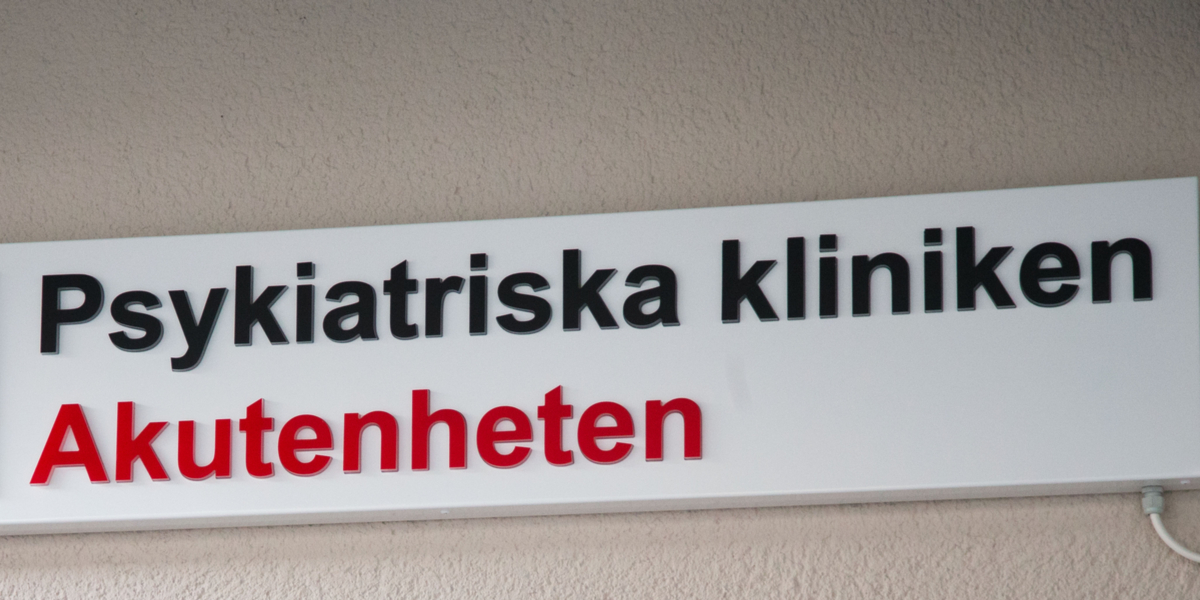 Psykiatriska kliniken
Akutenheten